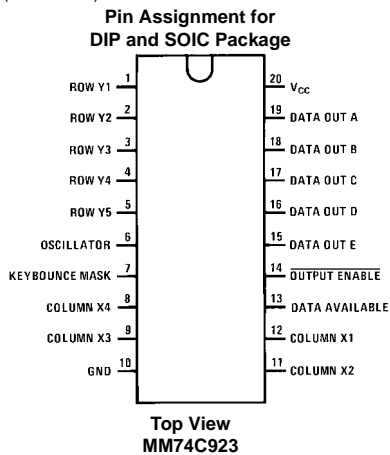 Pin Assignment for
DIP and SOIC Package
ROW Y1 1
ROW Y2 2
ROW Y3 3
ROW Y4 4
ROW Y5 5
OSCILLATOR 6
KEYBOUNCE MASK 7
COLUMN X4 8
COLUMN X3 9
GND 10
20 VCC
19 DATA OUT A
18 DATA OUT B
17 DATA OUT C
16 DATA OUT D
15 DATA OUT E
14 OUTPUT ENABLE
13 DATA AVAILABLE
12 COLUMN X1
11 COLUMN X2
Top View
MM74C923